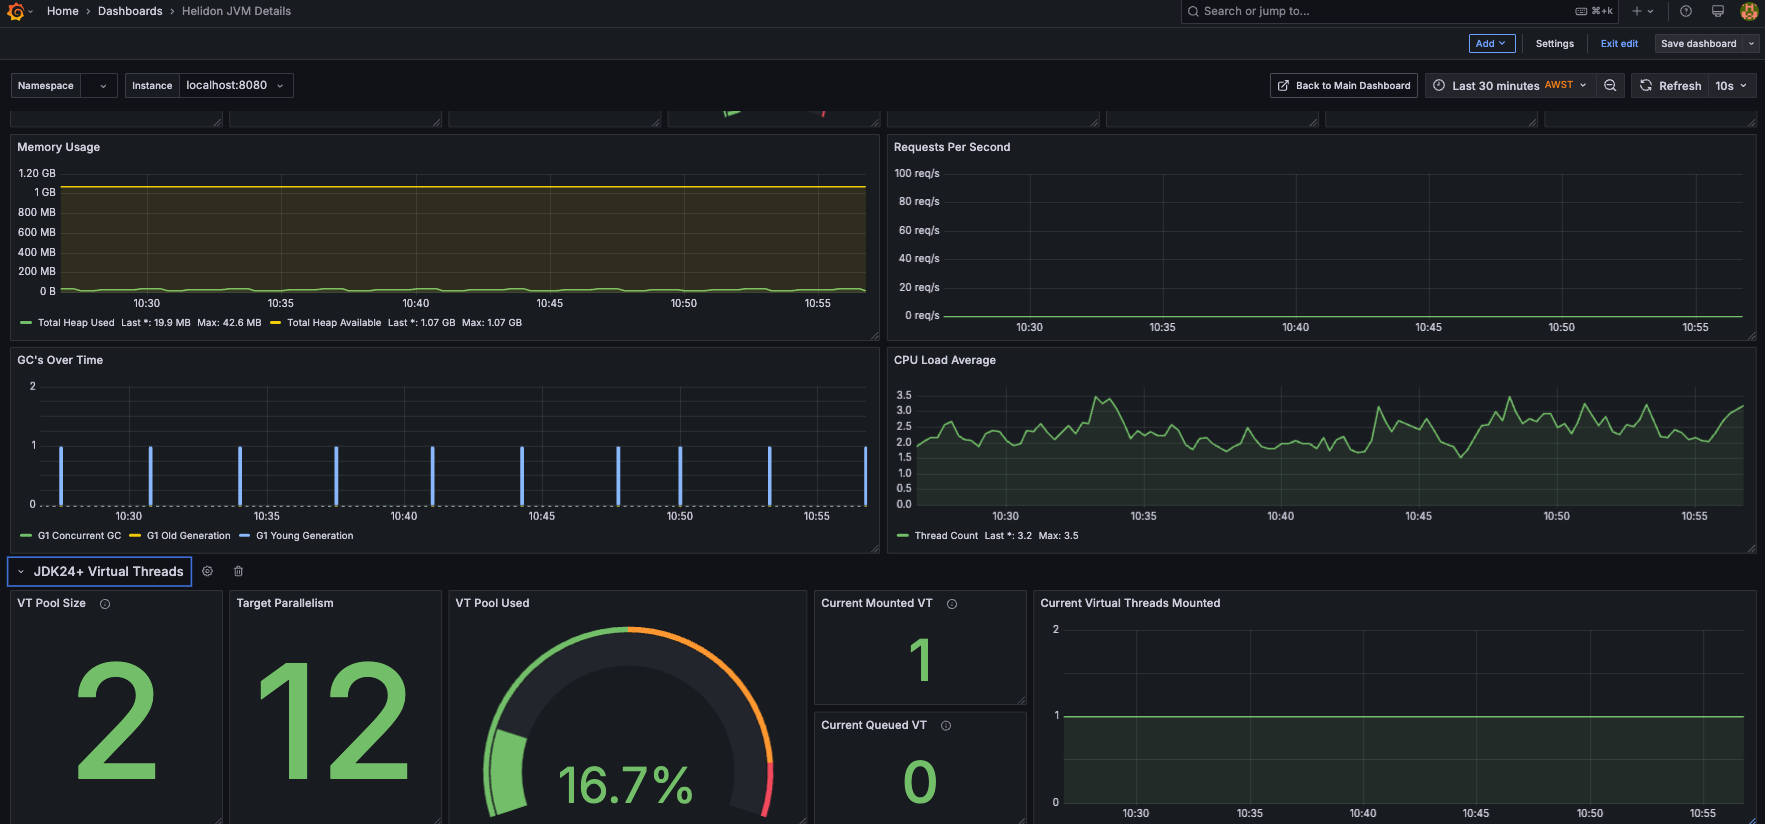 Home › Dashboards › Helidon JVM Details
Search or jump to...
⌘+k
Add
Settings
Exit edit
Save dashboard
Namespace
Instance
localhost:8080
Back to Main Dashboard
Last 30 minutes AWST
Refresh
10s
Memory Usage
1.20 GB
1 GB
800 MB
600 MB
400 MB
200 MB
0 B
10:30 10:35 10:40 10:45 10:50 10:55
Total Heap Used Last *: 19.9 MB Max: 42.6 MB Total Heap Available Last *: 1.07 GB Max: 1.07 GB
Requests Per Second
100 req/s
80 req/s
60 req/s
40 req/s
20 req/s
0 req/s
10:30 10:35 10:40 10:45 10:50 10:55
GC's Over Time
2
1
0
10:30 10:35 10:40 10:45 10:50 10:55
G1 Concurrent GC G1 Old Generation G1 Young Generation
CPU Load Average
3.5
3.0
2.5
2.0
1.5
1.0
0.5
0.0
10:30 10:35 10:40 10:45 10:50 10:55
Thread Count Last *: 3.2 Max: 3.5
JDK24+ Virtual Threads
VT Pool Size
2
Target Parallelism
12
VT Pool Used
16.7%
Current Mounted VT
1
Current Queued VT
0
Current Virtual Threads Mounted
2
1
0
10:30 10:35 10:40 10:45 10:50 10:55